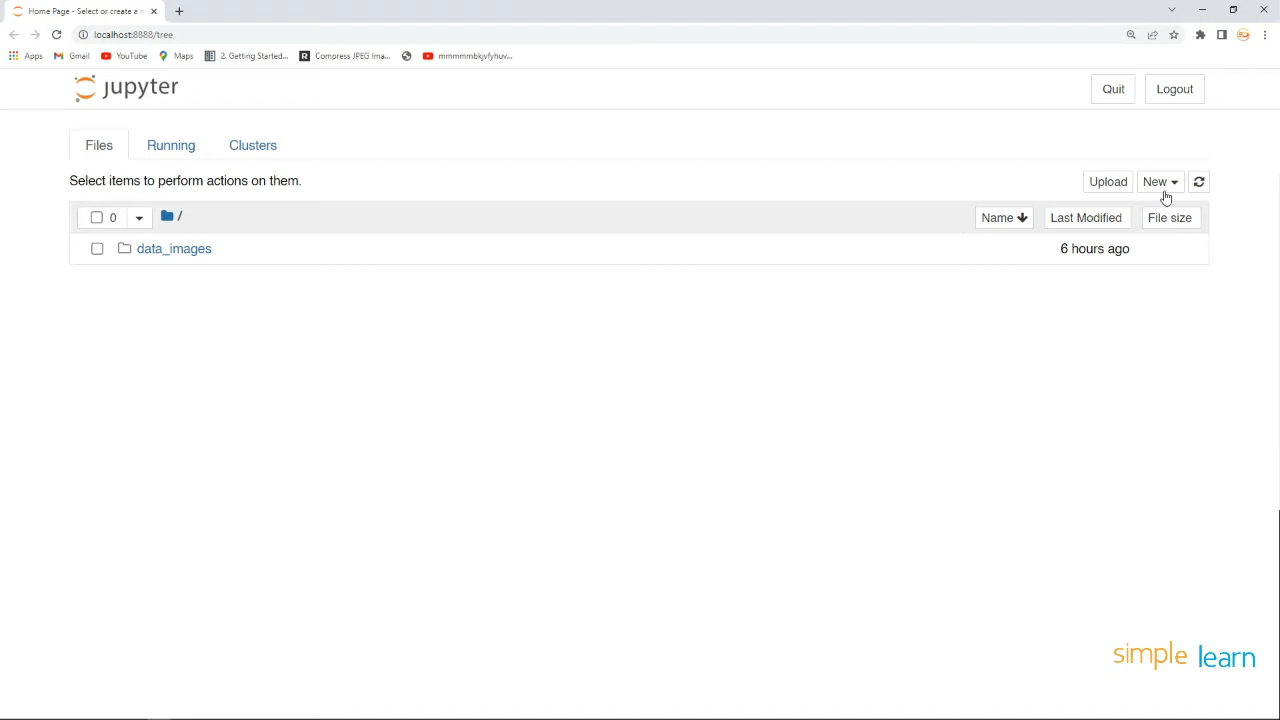 Home Page - Select or create a n
localhost:8888/tree
Apps Gmail YouTube Maps 2. Getting Started... Compress JPEG Ima... mmmmmbkjvfyhuv...
jupyter Quit Logout
Files Running Clusters
Select items to perform actions on them. Upload New
0 / Name Last Modified File size
data_images 6 hours ago
simple learn